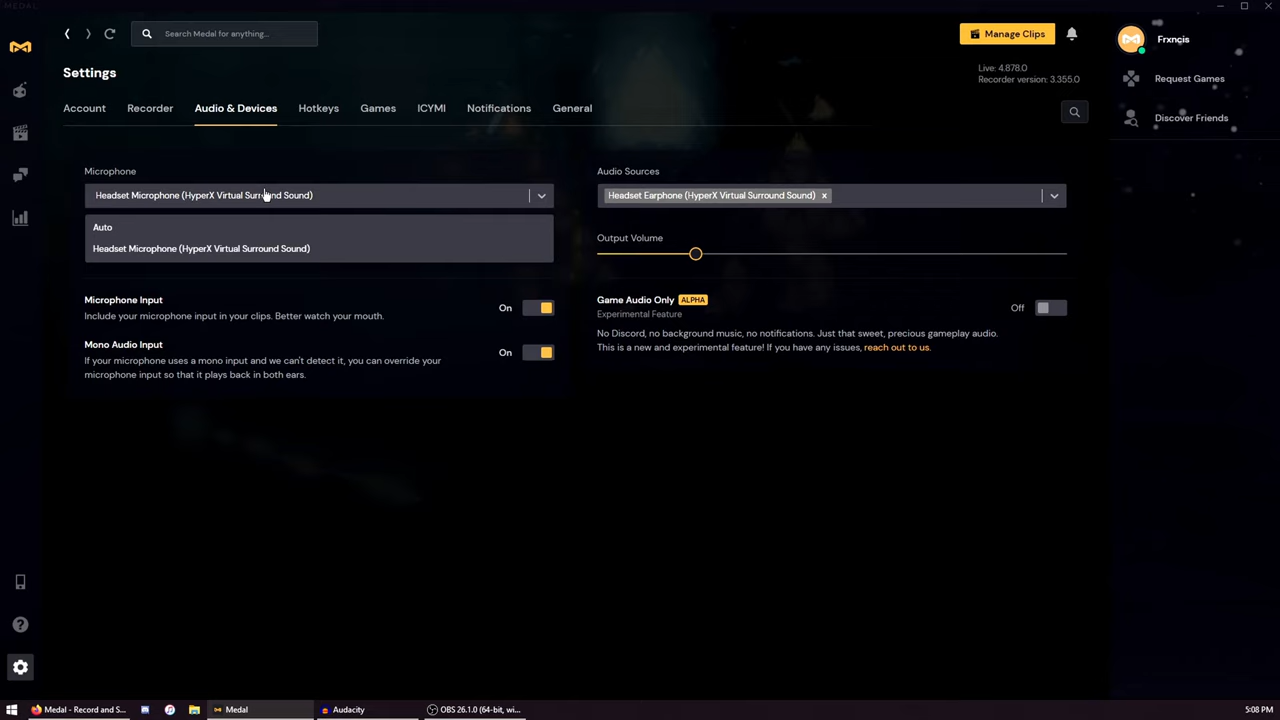 MEDAL
Search Medal for anything...
Manage Clips
Frxncis
Settings
Live: 4.878.0
Recorder version: 3.355.0
Request Games
Account
Recorder
Audio & Devices
Hotkeys
Games
ICYMI
Notifications
General
Discover Friends
Microphone
Headset Microphone (HyperX Virtual Surround Sound)
Auto
Headset Microphone (HyperX Virtual Surround Sound)
Microphone Input
Include your microphone input in your clips. Better watch your mouth.
On
Mono Audio Input
If your microphone uses a mono input and we can't detect it, you can override your
microphone input so that it plays back in both ears.
On
Audio Sources
Headset Earphone (HyperX Virtual Surround Sound) x
Output Volume
Game Audio Only ALPHA
Experimental Feature
Off
No Discord, no background music, no notifications. Just that sweet, precious gameplay audio.
This is a new and experimental feature! If you have any issues, reach out to us.
Medal - Record and S...
Medal
Audacity
OBS 26.1.0 (64-bit, wi...
5:08 PM